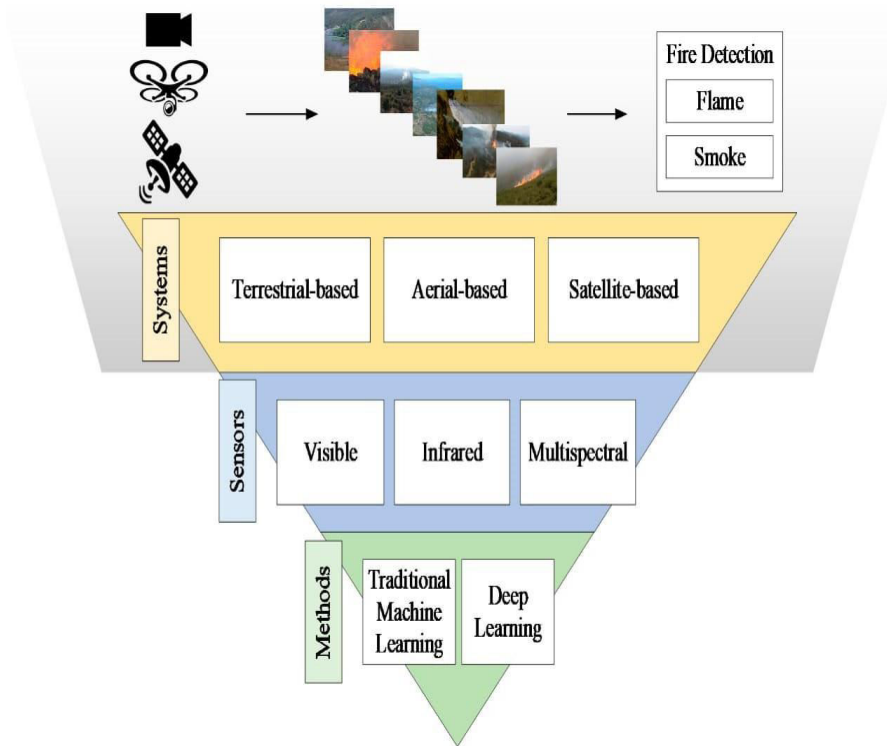 Fire Detection
Flame
Smoke
Systems
Terrestrial-based
Aerial-based
Satellite-based
Sensors
Visible
Infrared
Multispectral
Methods
Traditional
Machine
Learning
Deep
Learning